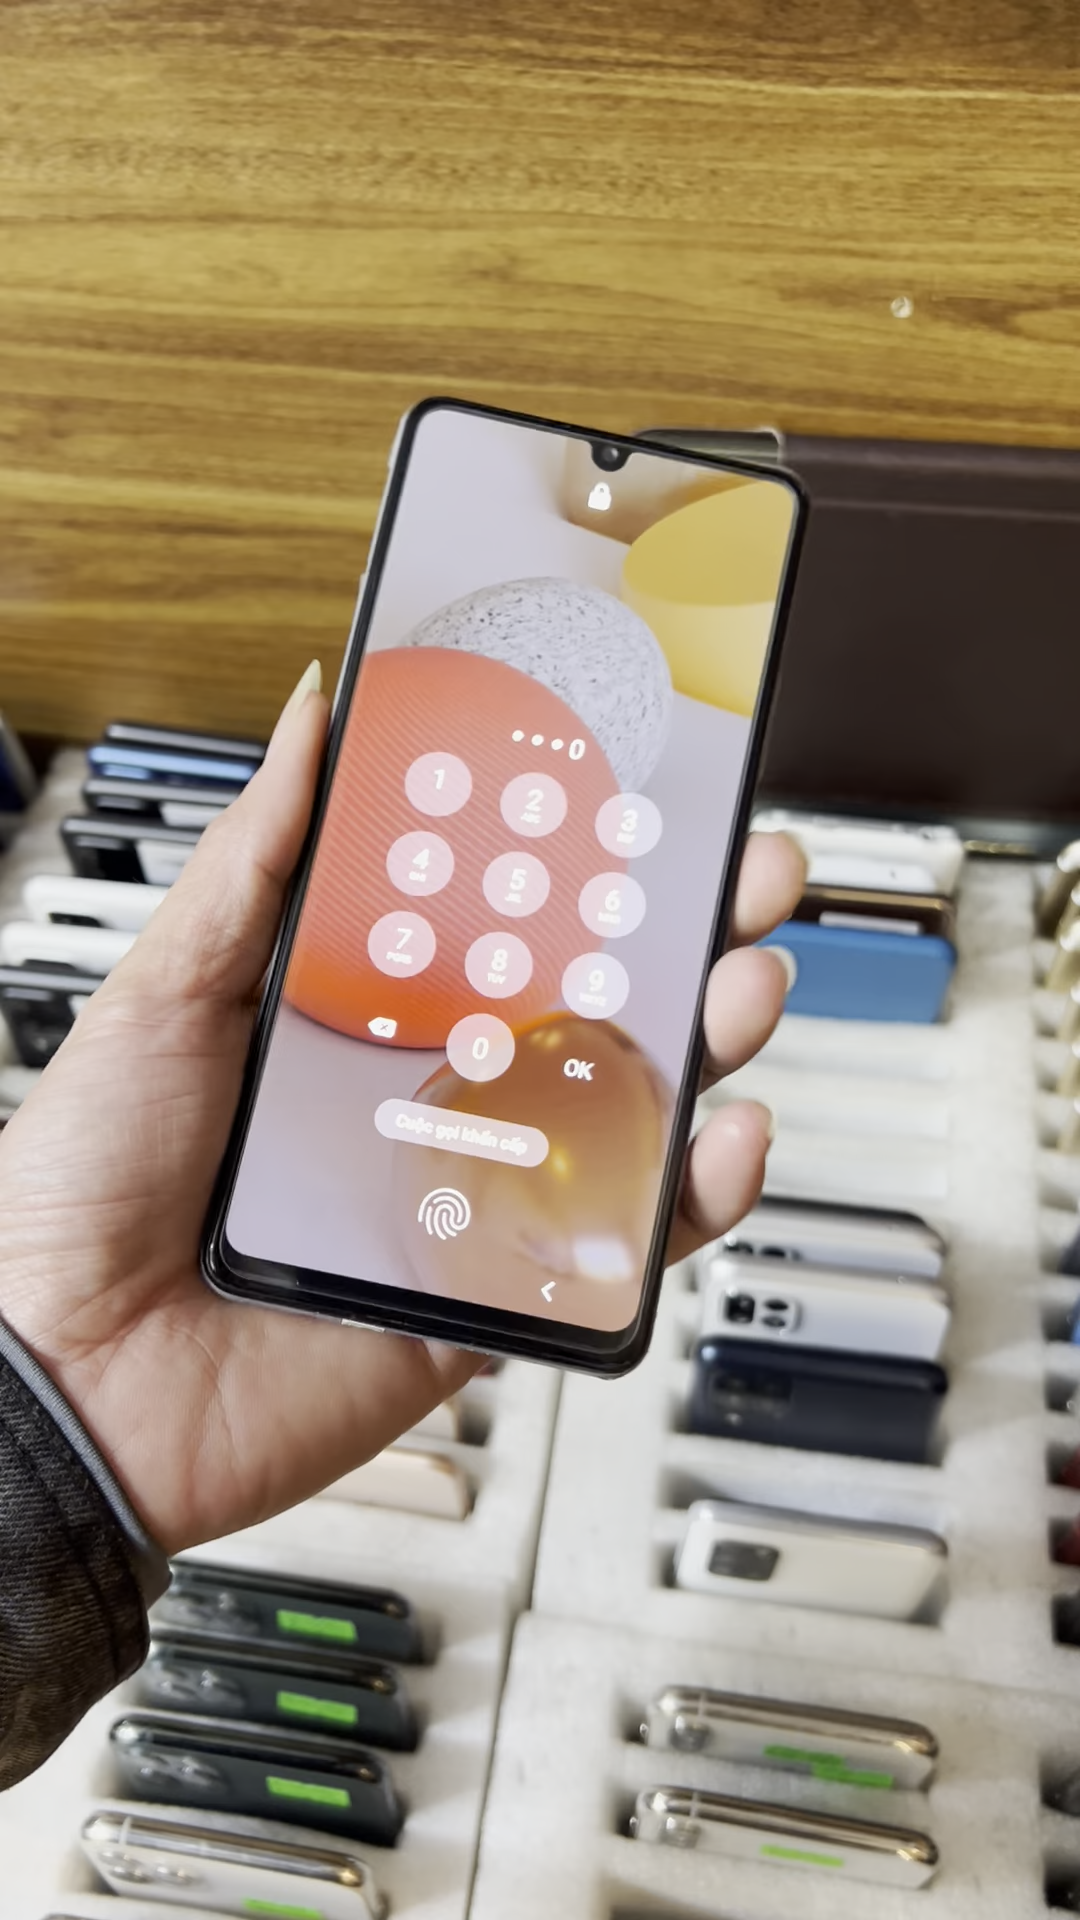 •••0
1
2 ABC
3 DEF
4 GHI
5 JKL
6 MNO
7 PQRS
8 TUV
9 WXYZ
0
OK
Cuộc gọi khẩn cấp